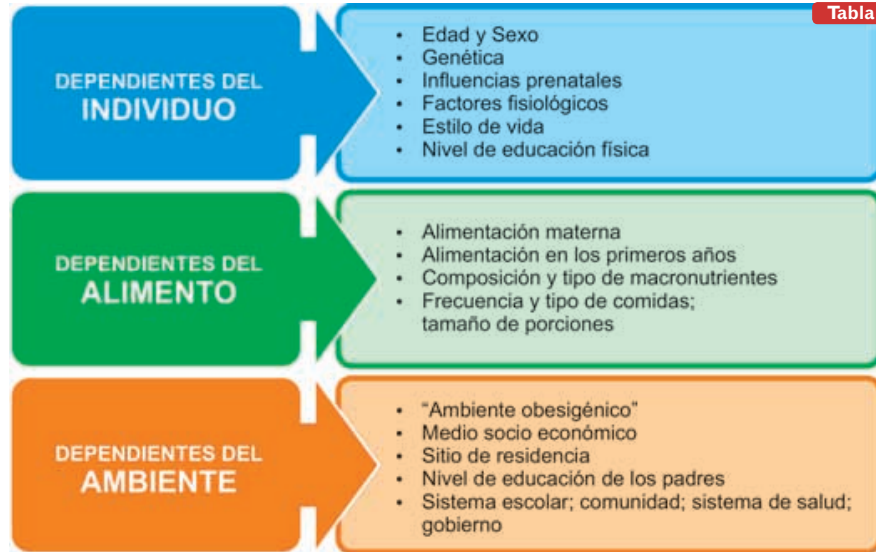 Tabla
DEPENDIENTES DEL
INDIVIDUO
• Edad y Sexo
• Genética
• Influencias prenatales
• Factores fisiológicos
• Estilo de vida
• Nivel de educación física
DEPENDIENTES DEL
ALIMENTO
• Alimentación materna
• Alimentación en los primeros años
• Composición y tipo de macronutrientes
• Frecuencia y tipo de comidas;
tamaño de porciones
DEPENDIENTES DEL
AMBIENTE
• “Ambiente obesigénico”
• Medio socio económico
• Sitio de residencia
• Nivel de educación de los padres
• Sistema escolar; comunidad; sistema de salud;
gobierno